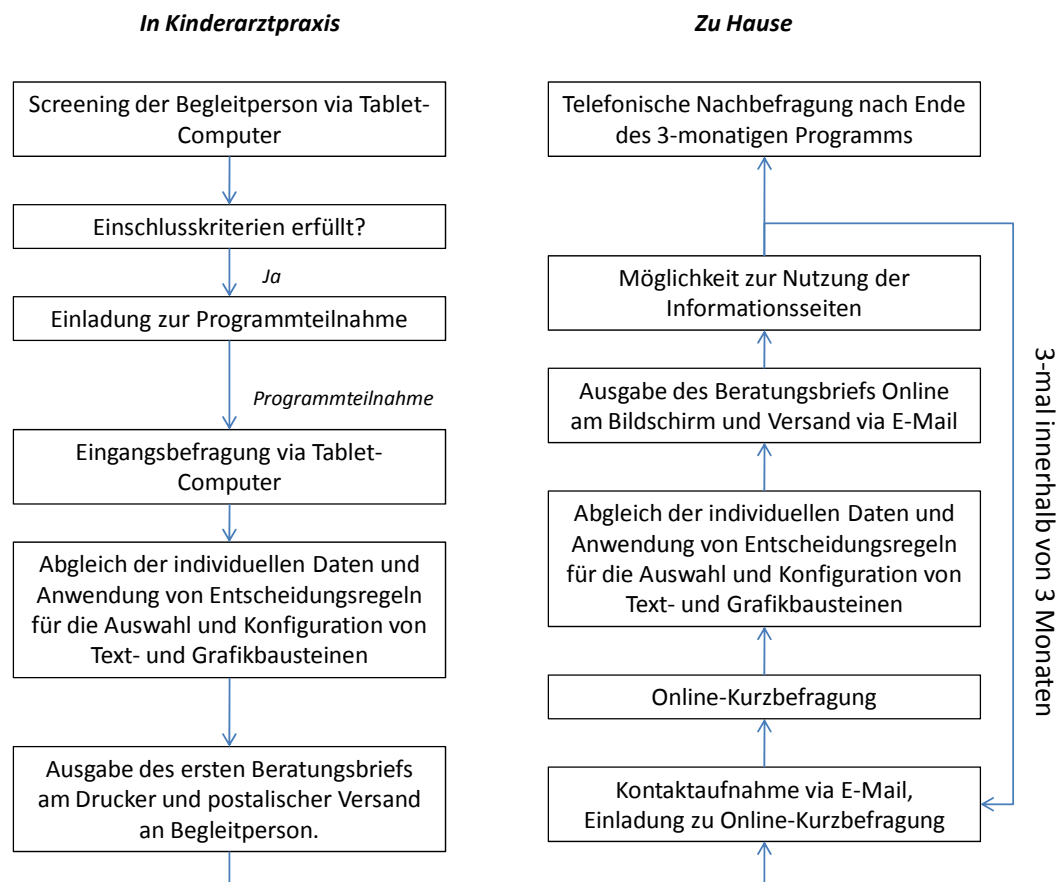 In Kinderarztpraxis
Screening der Begleitperson via Tablet-
Computer
Einschlusskriterien erfüllt?
Ja
Einladung zur Programmteilnahme
Programmteilnahme
Eingangsbefragung via Tablet-
Computer
Abgleich der individuellen Daten und
Anwendung von Entscheidungsregeln
für die Auswahl und Konfiguration von
Text- und Grafikbausteinen
Ausgabe des ersten Beratungsbriefs
am Drucker und postalischer Versand
an Begleitperson.
Zu Hause
Telefonische Nachbefragung nach Ende
des 3-monatigen Programms
Möglichkeit zur Nutzung der
Informationsseiten
Ausgabe des Beratungsbriefs Online
am Bildschirm und Versand via E-Mail
Abgleich der individuellen Daten und
Anwendung von Entscheidungsregeln
für die Auswahl und Konfiguration von
Text- und Grafikbausteinen
Online-Kurzbefragung
Kontaktaufnahme via E-Mail,
Einladung zu Online-Kurzbefragung
3-mal innerhalb von 3 Monaten